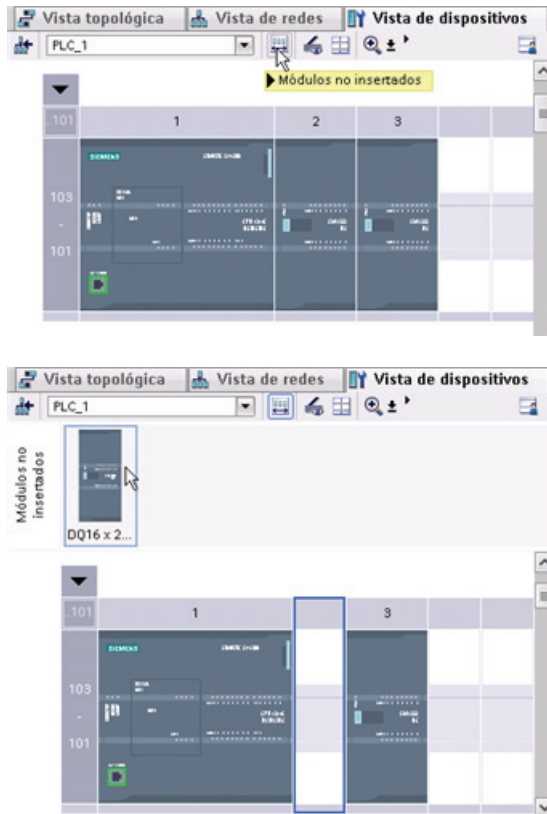 Vista topológica Vista de redes Vista de dispositivos
PLC_1
Módulos no insertados
..101 1 2 3
SIEMENS
103
-
101
Vista topológica Vista de redes Vista de dispositivos
PLC_1
Módulos no
insertados
DQ16 x 2...
..101 1 3
SIEMENS
103
-
101